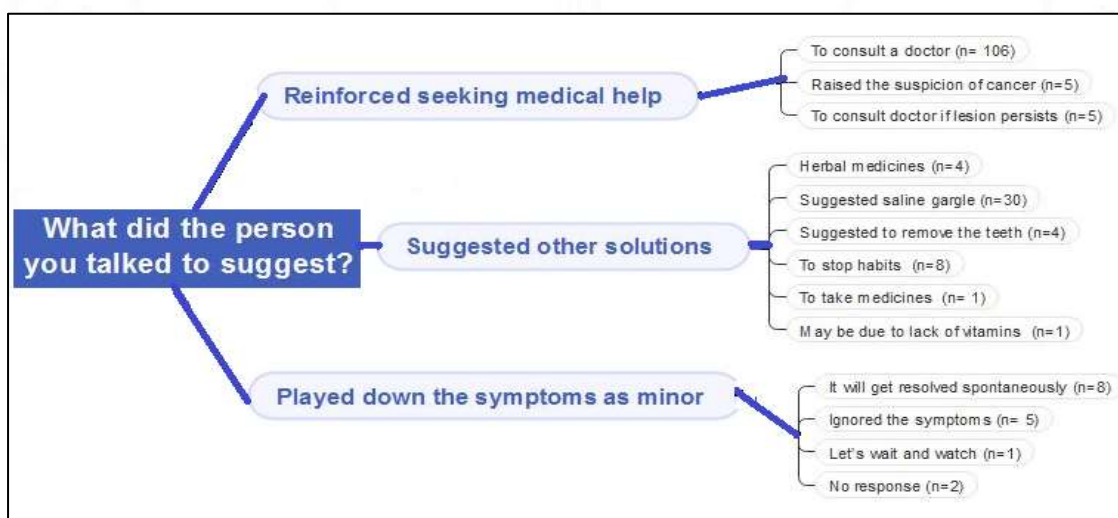 What did the person
you talked to suggest?
Reinforced seeking medical help
To consult a doctor (n= 106)
Raised the suspicion of cancer (n=5)
To consult doctor if lesion persists (n=5)
Suggested other solutions
Herbal medicines (n=4)
Suggested saline gargle (n=30)
Suggested to remove the teeth (n=4)
To stop habits (n=8)
To take medicines (n= 1)
May be due to lack of vitamins (n=1)
Played down the symptoms as minor
It will get resolved spontaneously (n=8)
Ignored the symptoms (n= 5)
Let's wait and watch (n=1)
No response (n=2)